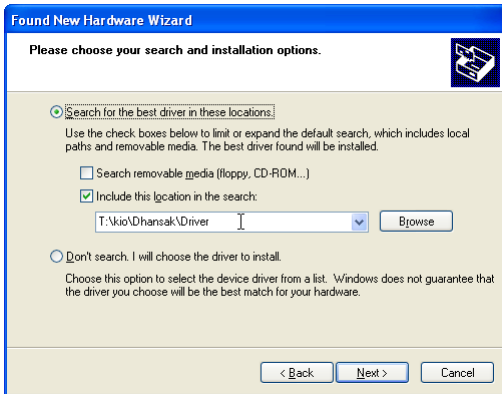 Found New Hardware Wizard
Please choose your search and installation options.
Search for the best driver in these locations.
Use the check boxes below to limit or expand the default search, which includes local
paths and removable media. The best driver found will be installed.
Search removable media (floppy, CD-ROM...)
Include this location in the search:
T:\kio\Dhansak\Driver
Browse
Don't search. I will choose the driver to install.
Choose this option to select the device driver from a list. Windows does not guarantee that
the driver you choose will be the best match for your hardware.
< Back
Next >
Cancel